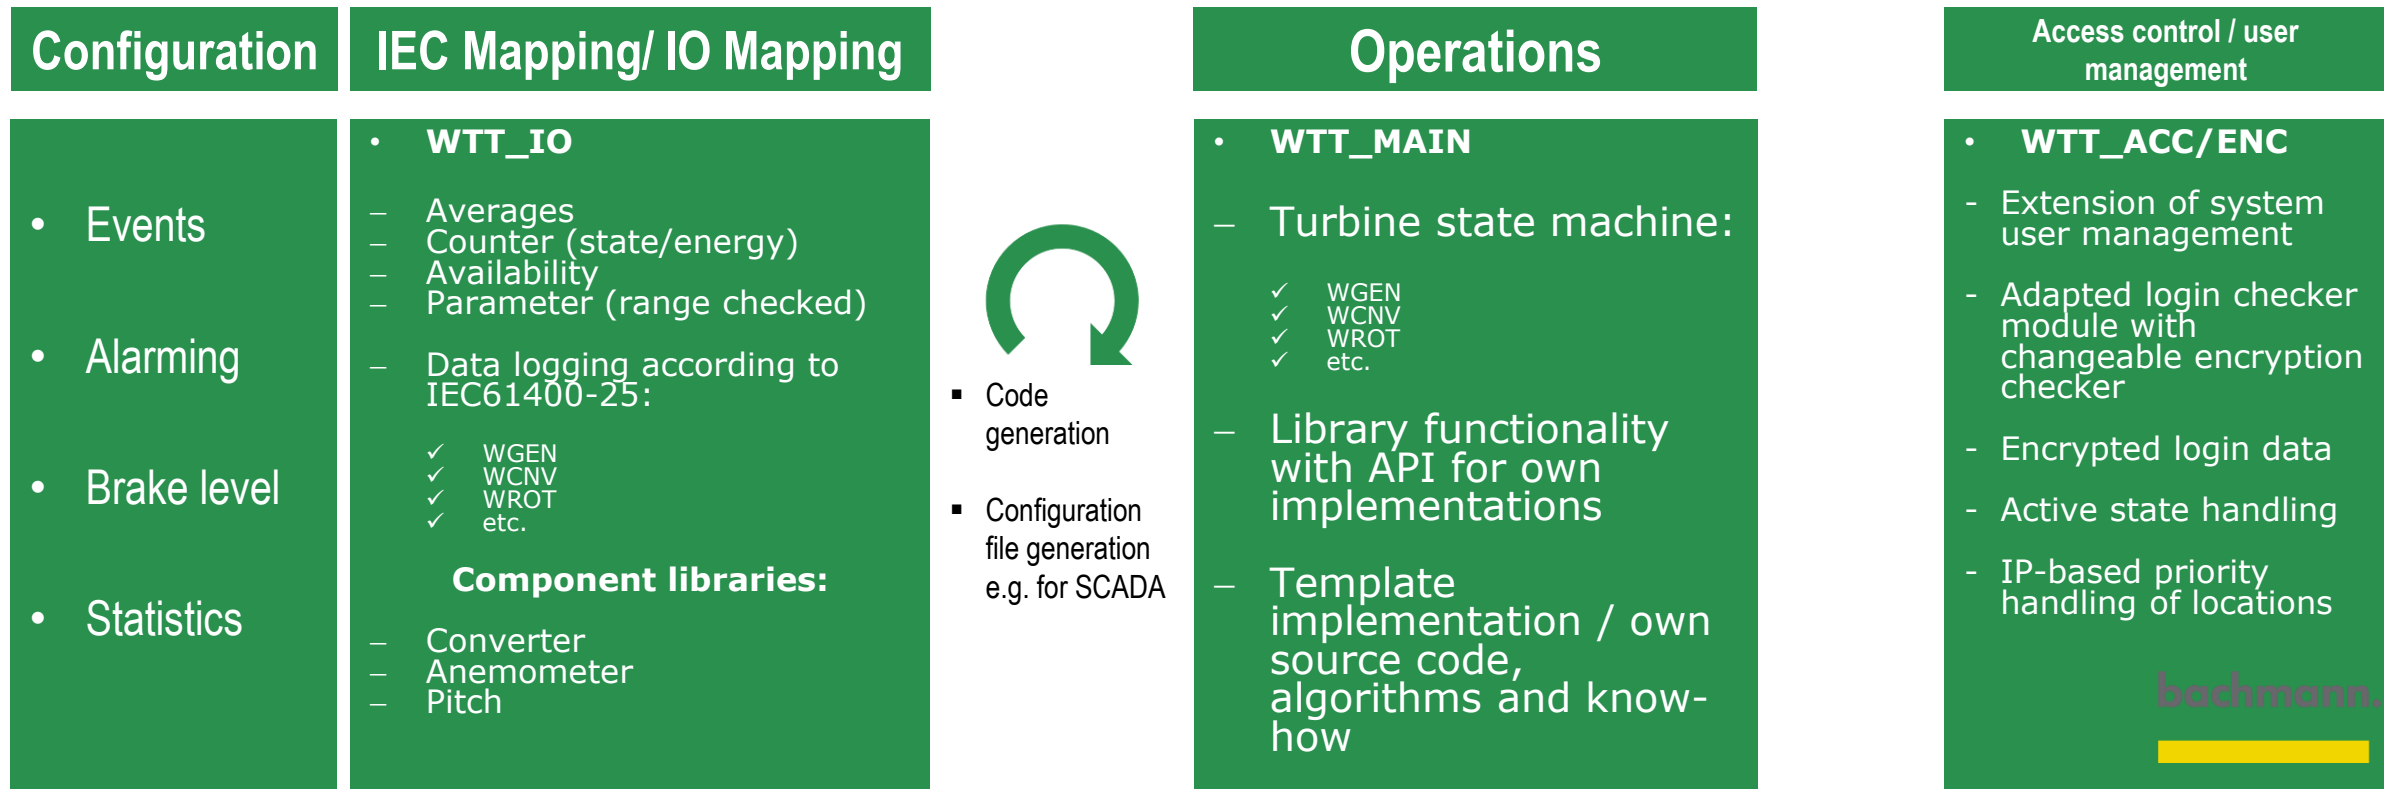 Configuration
IEC Mapping/ IO Mapping
Operations
Access control / user
management
• Events
• Alarming
• Brake level
• Statistics
• WTT_IO
– Averages
– Counter (state/energy)
– Availability
– Parameter (range checked)
– Data logging according to
IEC61400-25:
✓ WGEN
✓ WCNV
✓ WROT
✓ etc.
Component libraries:
– Converter
– Anemometer
– Pitch
▪ Code
generation
▪ Configuration
file generation
e.g. for SCADA
• WTT_MAIN
– Turbine state machine:
✓ WGEN
✓ WCNV
✓ WROT
✓ etc.
– Library functionality
with API for own
implementations
– Template
implementation / own
source code,
algorithms and know-
how
• WTT_ACC/ENC
- Extension of system
user management
- Adapted login checker
module with
changeable encryption
checker
- Encrypted login data
- Active state handling
- IP-based priority
handling of locations
bachmann.